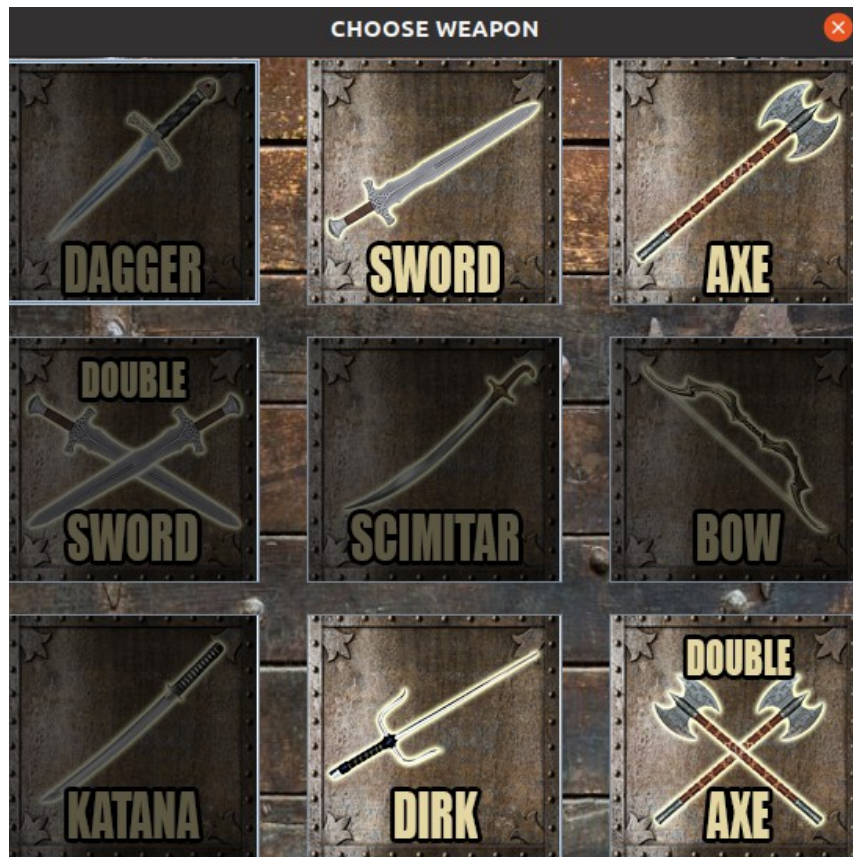 CHOOSE WEAPON
DAGGER
SWORD
AXE
DOUBLE
SWORD
SCIMITAR
BOW
KATANA
DIRK
DOUBLE
AXE